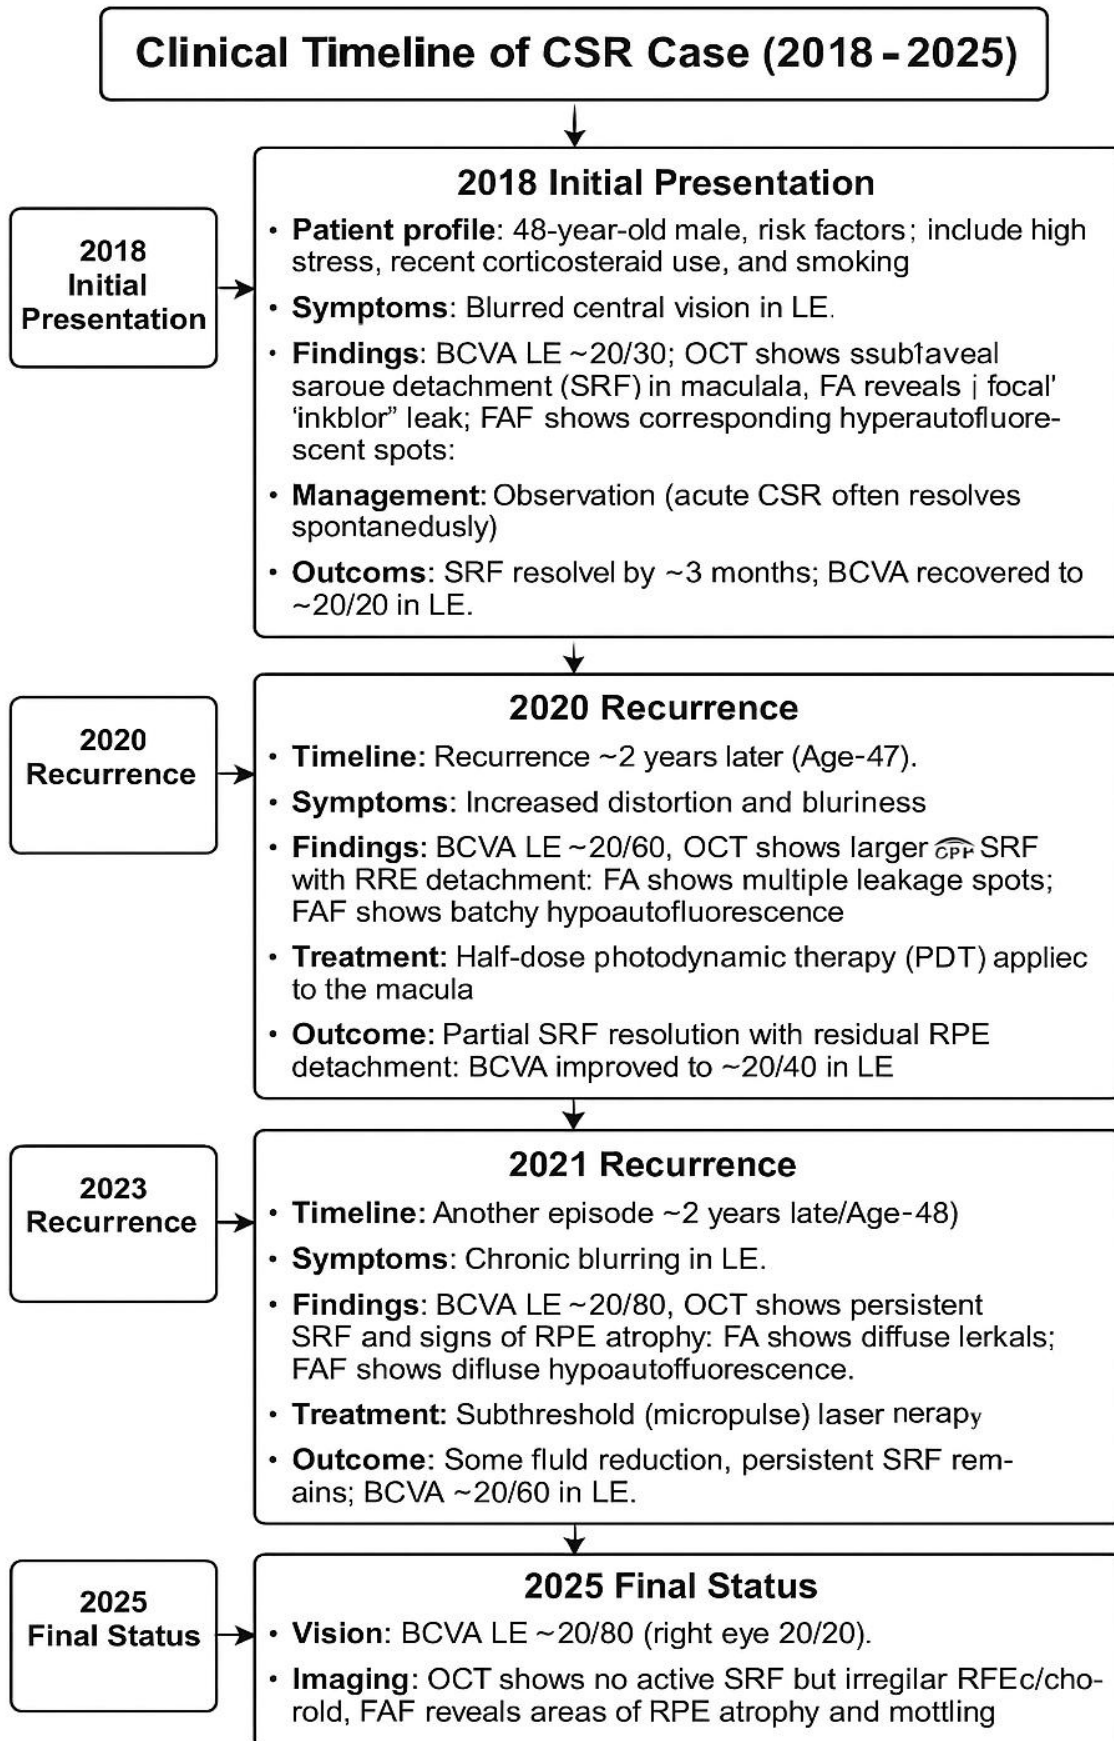 Clinical Timeline of CSR Case (2018 - 2025)
2018
Initial
Presentation
2018 Initial Presentation
• Patient profile: 48-year-old male, risk factors; include high
stress, recent corticosteraid use, and smoking
• Symptoms: Blurred central vision in LE.
• Findings: BCVA LE ~20/30; OCT shows ssub1aveal
saroue detachment (SRF) in maculala, FA reveals ¡ focal'
'inkblor” leak; FAF shows corresponding hyperautofluore-
scent spots:
• Management: Observation (acute CSR often resolves
spontanedusly)
• Outcoms: SRF resolvel by ~3 months; BCVA recovered to
~20/20 in LE.
2020
Recurrence
2020 Recurrence
• Timeline: Recurrence ~2 years later (Age-47).
• Symptoms: Increased distortion and bluriness
• Findings: BCVA LE ~20/60, OCT shows larger SRF
with RRE detachment: FA shows multiple leakage spots;
FAF shows batchy hypoautofluorescence
• Treatment: Half-dose photodynamic therapy (PDT) appliec
to the macula
• Outcome: Partial SRF resolution with residual RPE
detachment: BCVA improved to ~20/40 in LE
2023
Recurrence
2021 Recurrence
• Timeline: Another episode ~2 years late/Age-48)
• Symptoms: Chronic blurring in LE.
• Findings: BCVA LE ~20/80, OCT shows persistent
SRF and signs of RPE atrophy: FA shows diffuse lerkals;
FAF shows difluse hypoautoffuorescence.
• Treatment: Subthreshold (micropulse) laser nerapy
• Outcome: Some fluld reduction, persistent SRF rem-
ains; BCVA ~20/60 in LE.
2025
Final Status
2025 Final Status
• Vision: BCVA LE ~20/80 (right eye 20/20).
• Imaging: OCT shows no active SRF but irregilar RFEc/cho-
rold, FAF reveals areas of RPE atrophy and mottling